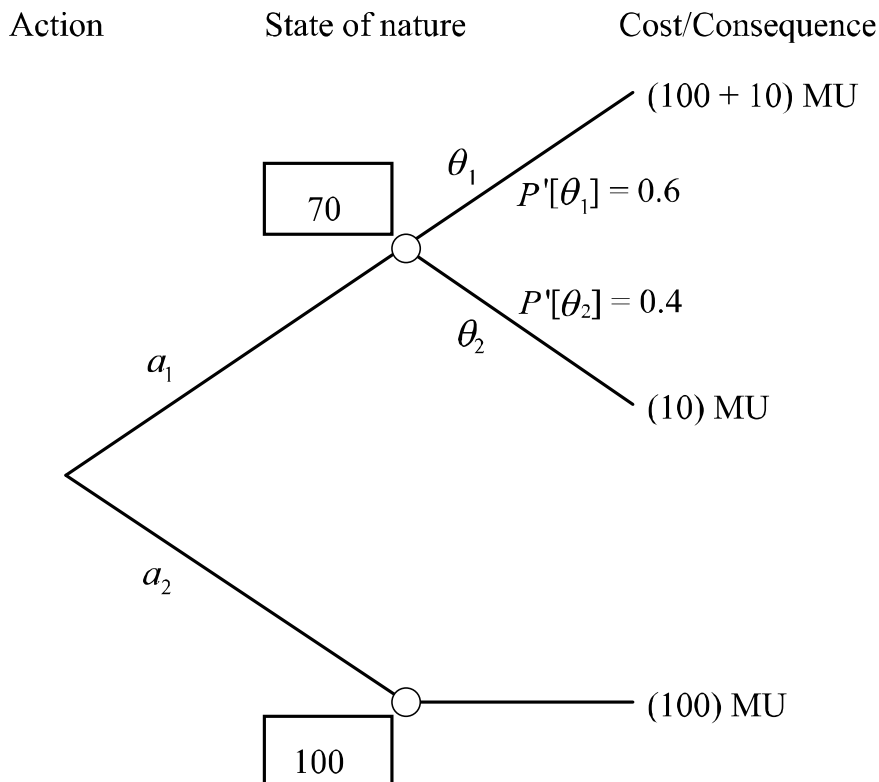 Action State of nature Cost/Consequence
(100 + 10) MU
θ1
P'[θ1] = 0.6
70
P'[θ2] = 0.4
θ2
a1
(10) MU
a2
(100) MU
100